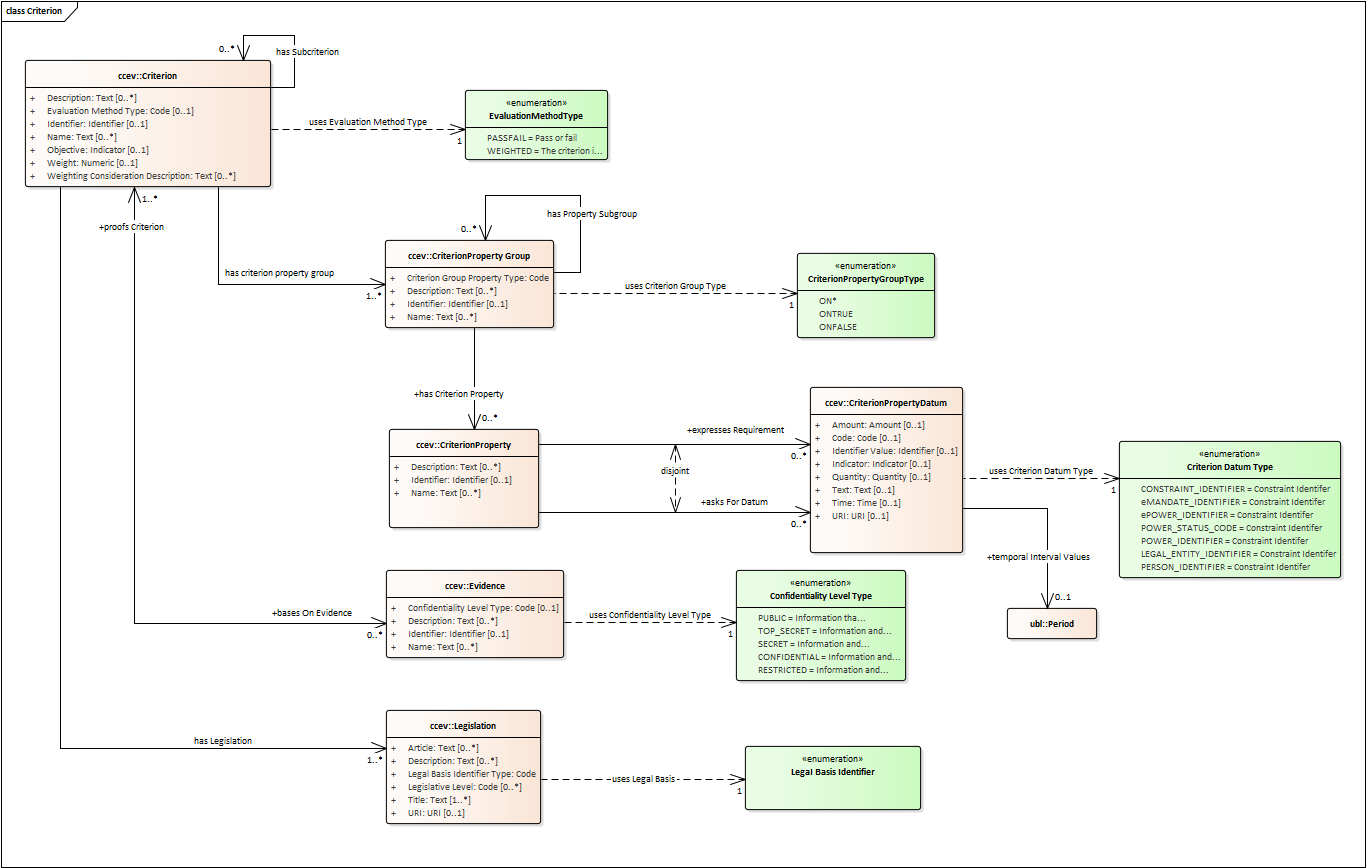 class Criterion
0..*
has Subcriterion
ccev::Criterion
+ Description: Text [0..*]
+ Evaluation Method Type: Code [0..1]
+ Identifier: Identifier [0..1]
+ Name: Text [0..*]
+ Objective: Indicator [0..1]
+ Weight: Numeric [0..1]
+ Weighting Consideration Description: Text [0..*]
uses Evaluation Method Type
1
«enumeration»
EvaluationMethodType
PASSFAIL = Pass or fail
WEIGHTED = The criterion i...
1..*
+proofs Criterion
has criterion property group
1..*
0..*
has Property Subgroup
ccev::CriterionProperty Group
+ Criterion Group Property Type: Code
+ Description: Text [0..*]
+ Identifier: Identifier [0..1]
+ Name: Text [0..*]
uses Criterion Group Type
1
«enumeration»
CriterionPropertyGroupType
ON*
ONTRUE
ONFALSE
+has Criterion Property
0..*
ccev::CriterionProperty
+ Description: Text [0..*]
+ Identifier: Identifier [0..1]
+ Name: Text [0..*]
+expresses Requirement
0..*
disjoint
+asks For Datum
0..*
ccev::CriterionPropertyDatum
+ Amount: Amount [0..1]
+ Code: Code [0..1]
+ Identifier Value: Identifier [0..1]
+ Indicator: Indicator [0..1]
+ Quantity: Quantity [0..1]
+ Text: Text [0..1]
+ Time: Time [0..1]
+ URI: URI [0..1]
uses Criterion Datum Type
1
«enumeration»
Criterion Datum Type
CONSTRAINT_IDENTIFIER = Constraint Identifer
eMANDATE_IDENTIFIER = Constraint Identifer
ePOWER_IDENTIFIER = Constraint Identifer
POWER_STATUS_CODE = Constraint Identifer
POWER_IDENTIFIER = Constraint Identifer
LEGAL_ENTITY_IDENTIFIER = Constraint Identifer
PERSON_IDENTIFIER = Constraint Identifer
+temporal Interval Values
0..1
ubl::Period
+bases On Evidence
0..*
ccev::Evidence
+ Confidentiality Level Type: Code [0..1]
+ Description: Text [0..*]
+ Identifier: Identifier [0..1]
+ Name: Text [0..*]
uses Confidentiality Level Type
1
«enumeration»
Confidentiality Level Type
PUBLIC = Information tha...
TOP_SECRET = Information and...
SECRET = Information and...
CONFIDENTIAL = Information and...
RESTRICTED = Information and...
has Legislation
1..*
ccev::Legislation
+ Article: Text [0..*]
+ Description: Text [0..*]
+ Legal Basis Identifier Type: Code
+ Legislative Level: Code [0..*]
+ Title: Text [1..*]
+ URI: URI [0..1]
uses Legal Basis
1
«enumeration»
Legal Basis Identifier